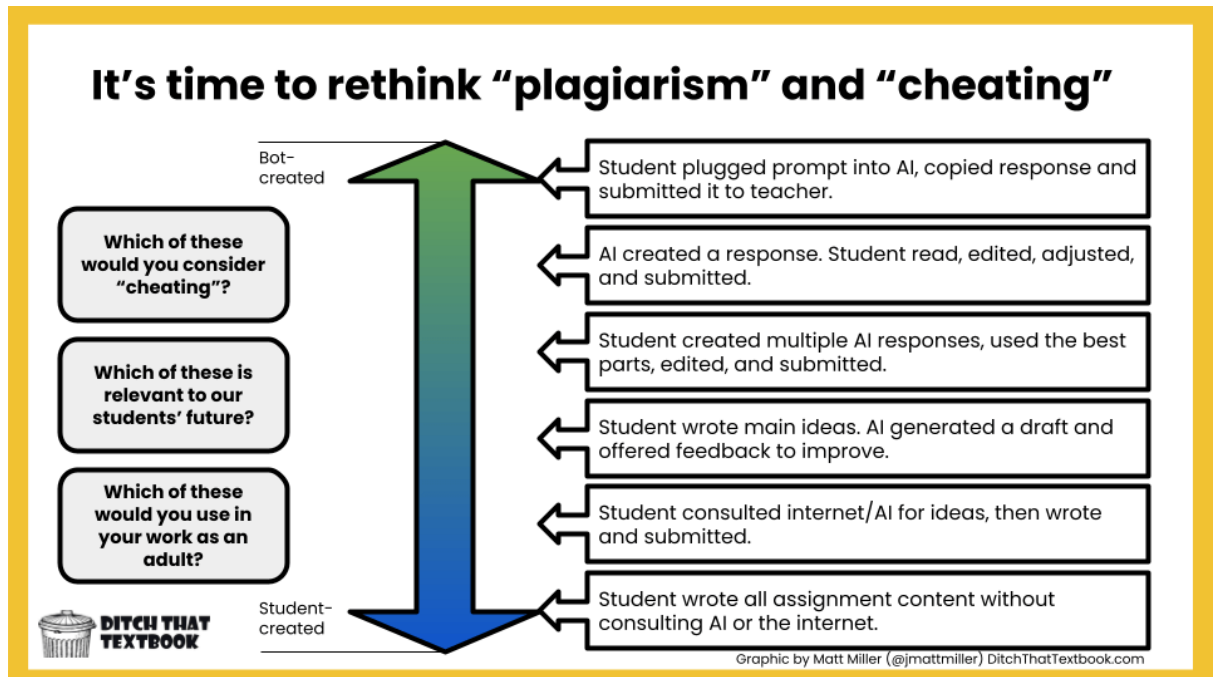 It’s time to rethink “plagiarism” and “cheating”
Bot-
created
Student plugged prompt into AI, copied response and
submitted it to teacher.
AI created a response. Student read, edited, adjusted,
and submitted.
Student created multiple AI responses, used the best
parts, edited, and submitted.
Student wrote main ideas. AI generated a draft and
offered feedback to improve.
Student consulted internet/AI for ideas, then wrote
and submitted.
Student wrote all assignment content without
consulting AI or the internet.
Student-
created
Which of these
would you consider
“cheating”?
Which of these is
relevant to our
students’ future?
Which of these
would you use in
your work as an
adult?
DITCH THAT
TEXTBOOK
Graphic by Matt Miller (@jmattmiller) DitchThatTextbook.com